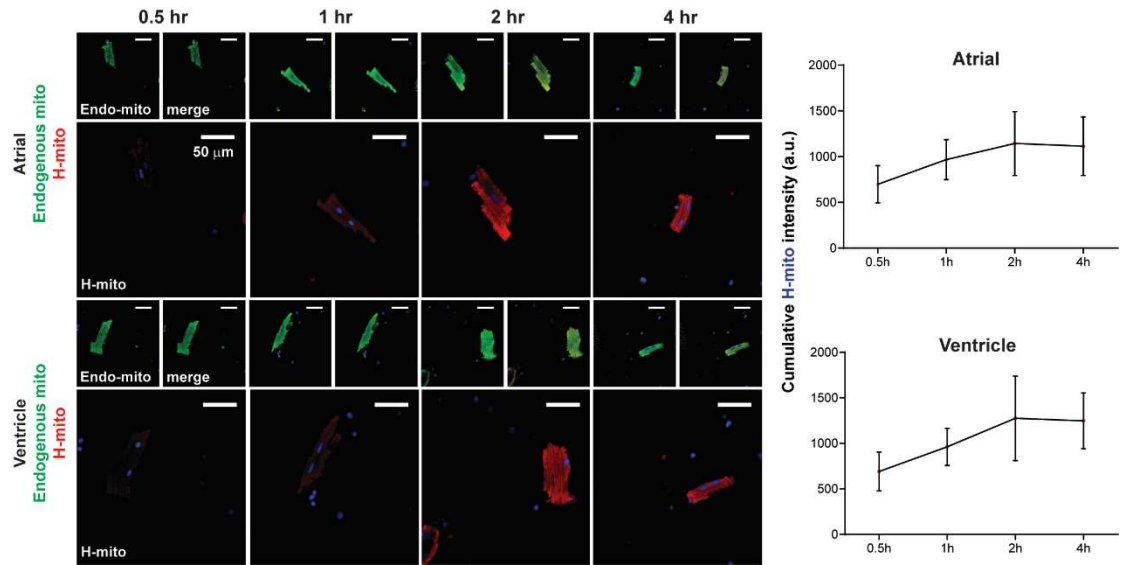 0.5 hr
1 hr
2 hr
4 hr
Atrial
Endogenous mito
H-mito
Endo-mito
merge
50 μm
H-mito
Ventricle
Endogenous mito
H-mito
Endo-mito
merge
H-mito
Cumulative H-mito intensity (a.u.)
Atrial
2000
1500
1000
500
0
0.5h
1h
2h
4h
Ventricle
2000
1500
1000
500
0
0.5h
1h
2h
4h